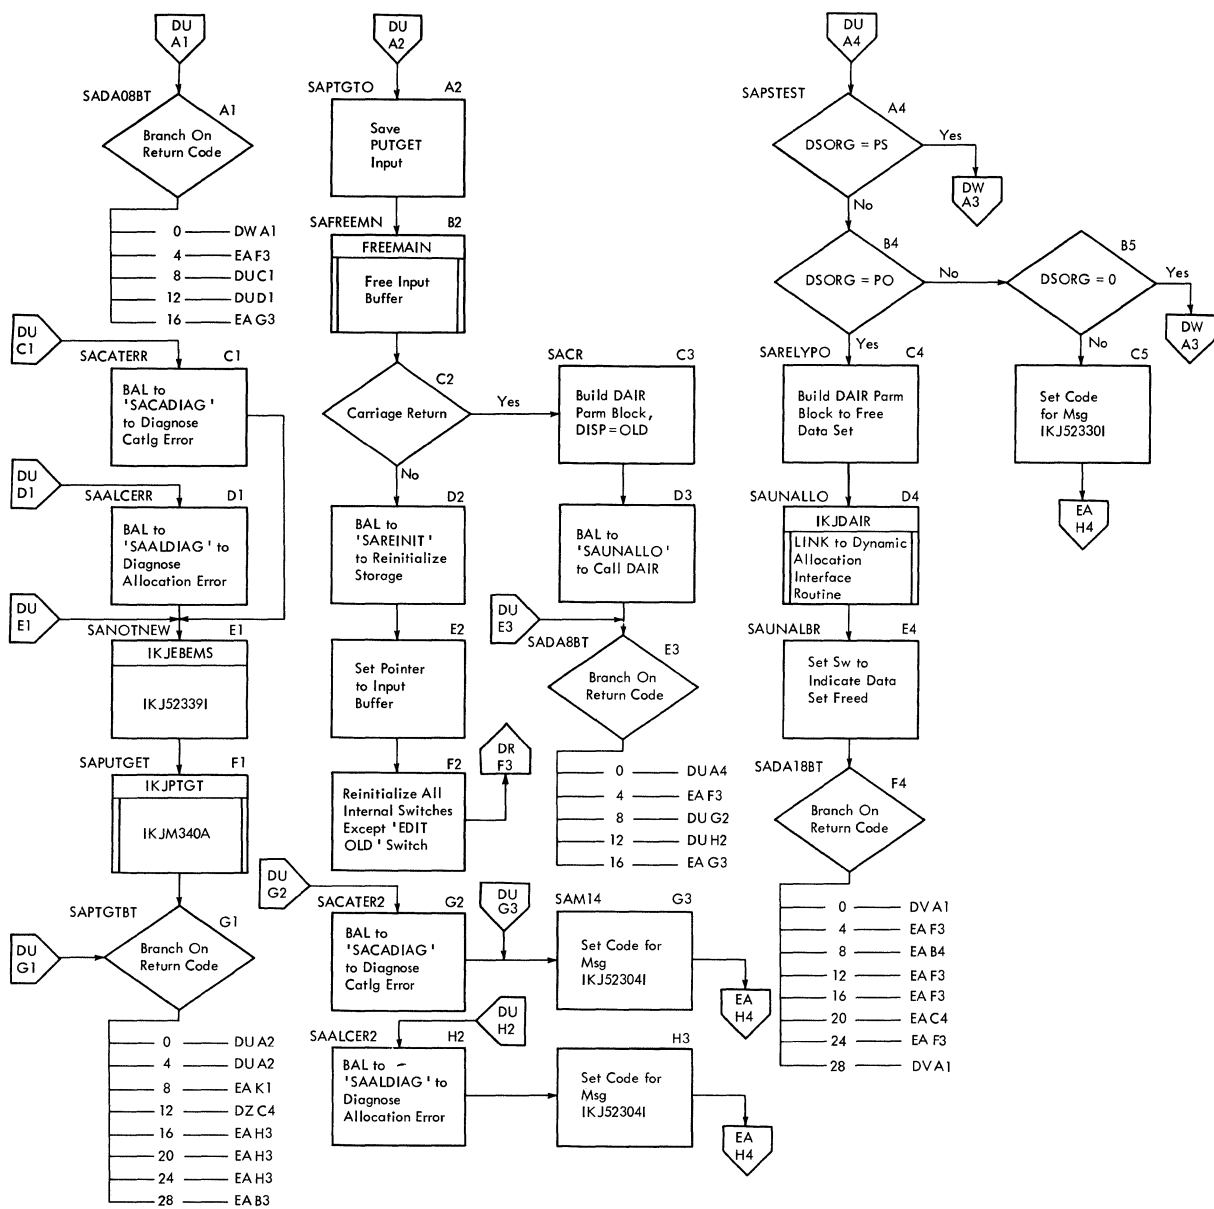 DU
A1
SADA08BT
A1
Branch On
Return Code
0 DW A1
4 EA F3
8 DU C1
12 DU D1
16 EA G3
DU
C1
SACATERR
C1
BAL to
'SACADIAG'
to Diagnose
Catlg Error
DU
D1
SAALCERR
D1
BAL to
'SAALDIAG' to
Diagnose
Allocation Error
DU
E1
SANOTNEW
E1
IKJEBEMS
IKJ52339I
SAPUTGET
F1
IKJPTGT
IKJM340A
SAPTGTBT
G1
DU
G1
Branch On
Return Code
0 DU A2
4 DU A2
8 EA K1
12 DZ C4
16 EA H3
20 EA H3
24 EA H3
28 EA B3
DU
A2
SAPTGTO
A2
Save
PUTGET
Input
SAFREEMN
B2
FREEMAIN
Free Input
Buffer
C2
Carriage Return
Yes
No
D2
BAL to
'SAREINIT'
to Reinitialize
Storage
E2
Set Pointer
to Input
Buffer
F2
Reinitialize All
Internal Switches
Except 'EDIT
OLD' Switch
DR
F3
DU
G2
SACATER2
G2
BAL to
'SACADIAG'
to Diagnose
Catlg Error
DU
H2
SAALCER2
H2
BAL to
'SAALDIAG' to
Diagnose
Allocation Error
SACR
C3
Build DAIR
Parm Block,
DISP=OLD
D3
BAL to
'SAUNALLO'
to Call DAIR
DU
E3
SADA8BT
E3
Branch On
Return Code
0 DU A4
4 EA F3
8 DU G2
12 DU H2
16 EA G3
DU
G3
SAM14
G3
Set Code for
Msg
IKJ52304I
EA
H4
H3
Set Code for
Msg
IKJ52304I
EA
H4
DU
A4
SAPSTEST
A4
DSORG = PS
Yes
DW
A3
No
B4
DSORG = PO
No
Yes
B5
DSORG = 0
Yes
DW
A3
No
C5
Set Code
for Msg
IKJ52330I
EA
H4
SARELYPO
C4
Build DAIR Parm
Block to Free
Data Set
SAUNALLO
D4
IKJDAIR
LINK to Dynamic
Allocation
Interface
Routine
SAUNALBR
E4
Set Sw to
Indicate Data
Set Freed
SADA18BT
F4
Branch On
Return Code
0 DV A1
4 EA F3
8 EA B4
12 EA F3
16 EA F3
20 EA C4
24 EA F3
28 DV A1